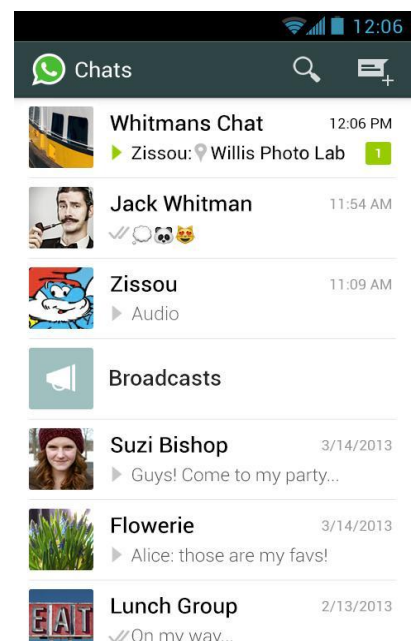 12:06
Chats
Whitmans Chat 12:06 PM
Zissou: Willis Photo Lab 1
Jack Whitman 11:54 AM
Zissou 11:09 AM
Audio
Broadcasts
Suzi Bishop 3/14/2013
Guys! Come to my party...
Flowerie 3/14/2013
Alice: those are my favs!
EAT
Lunch Group 2/13/2013
On my way...